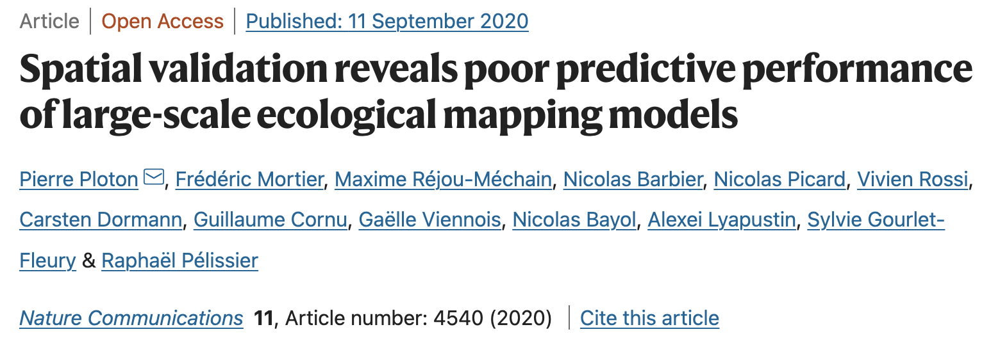 Article | Open Access | Published: 11 September 2020
Spatial validation reveals poor predictive performance
of large-scale ecological mapping models
Pierre Ploton, Frédéric Mortier, Maxime Réjou-Méchain, Nicolas Barbier, Nicolas Picard, Vivien Rossi,
Carsten Dormann, Guillaume Cornu, Gaëlle Viennois, Nicolas Bayol, Alexei Lyapustin, Sylvie Gourlet-
Fleury & Raphaël Pélissier
Nature Communications 11, Article number: 4540 (2020) | Cite this article